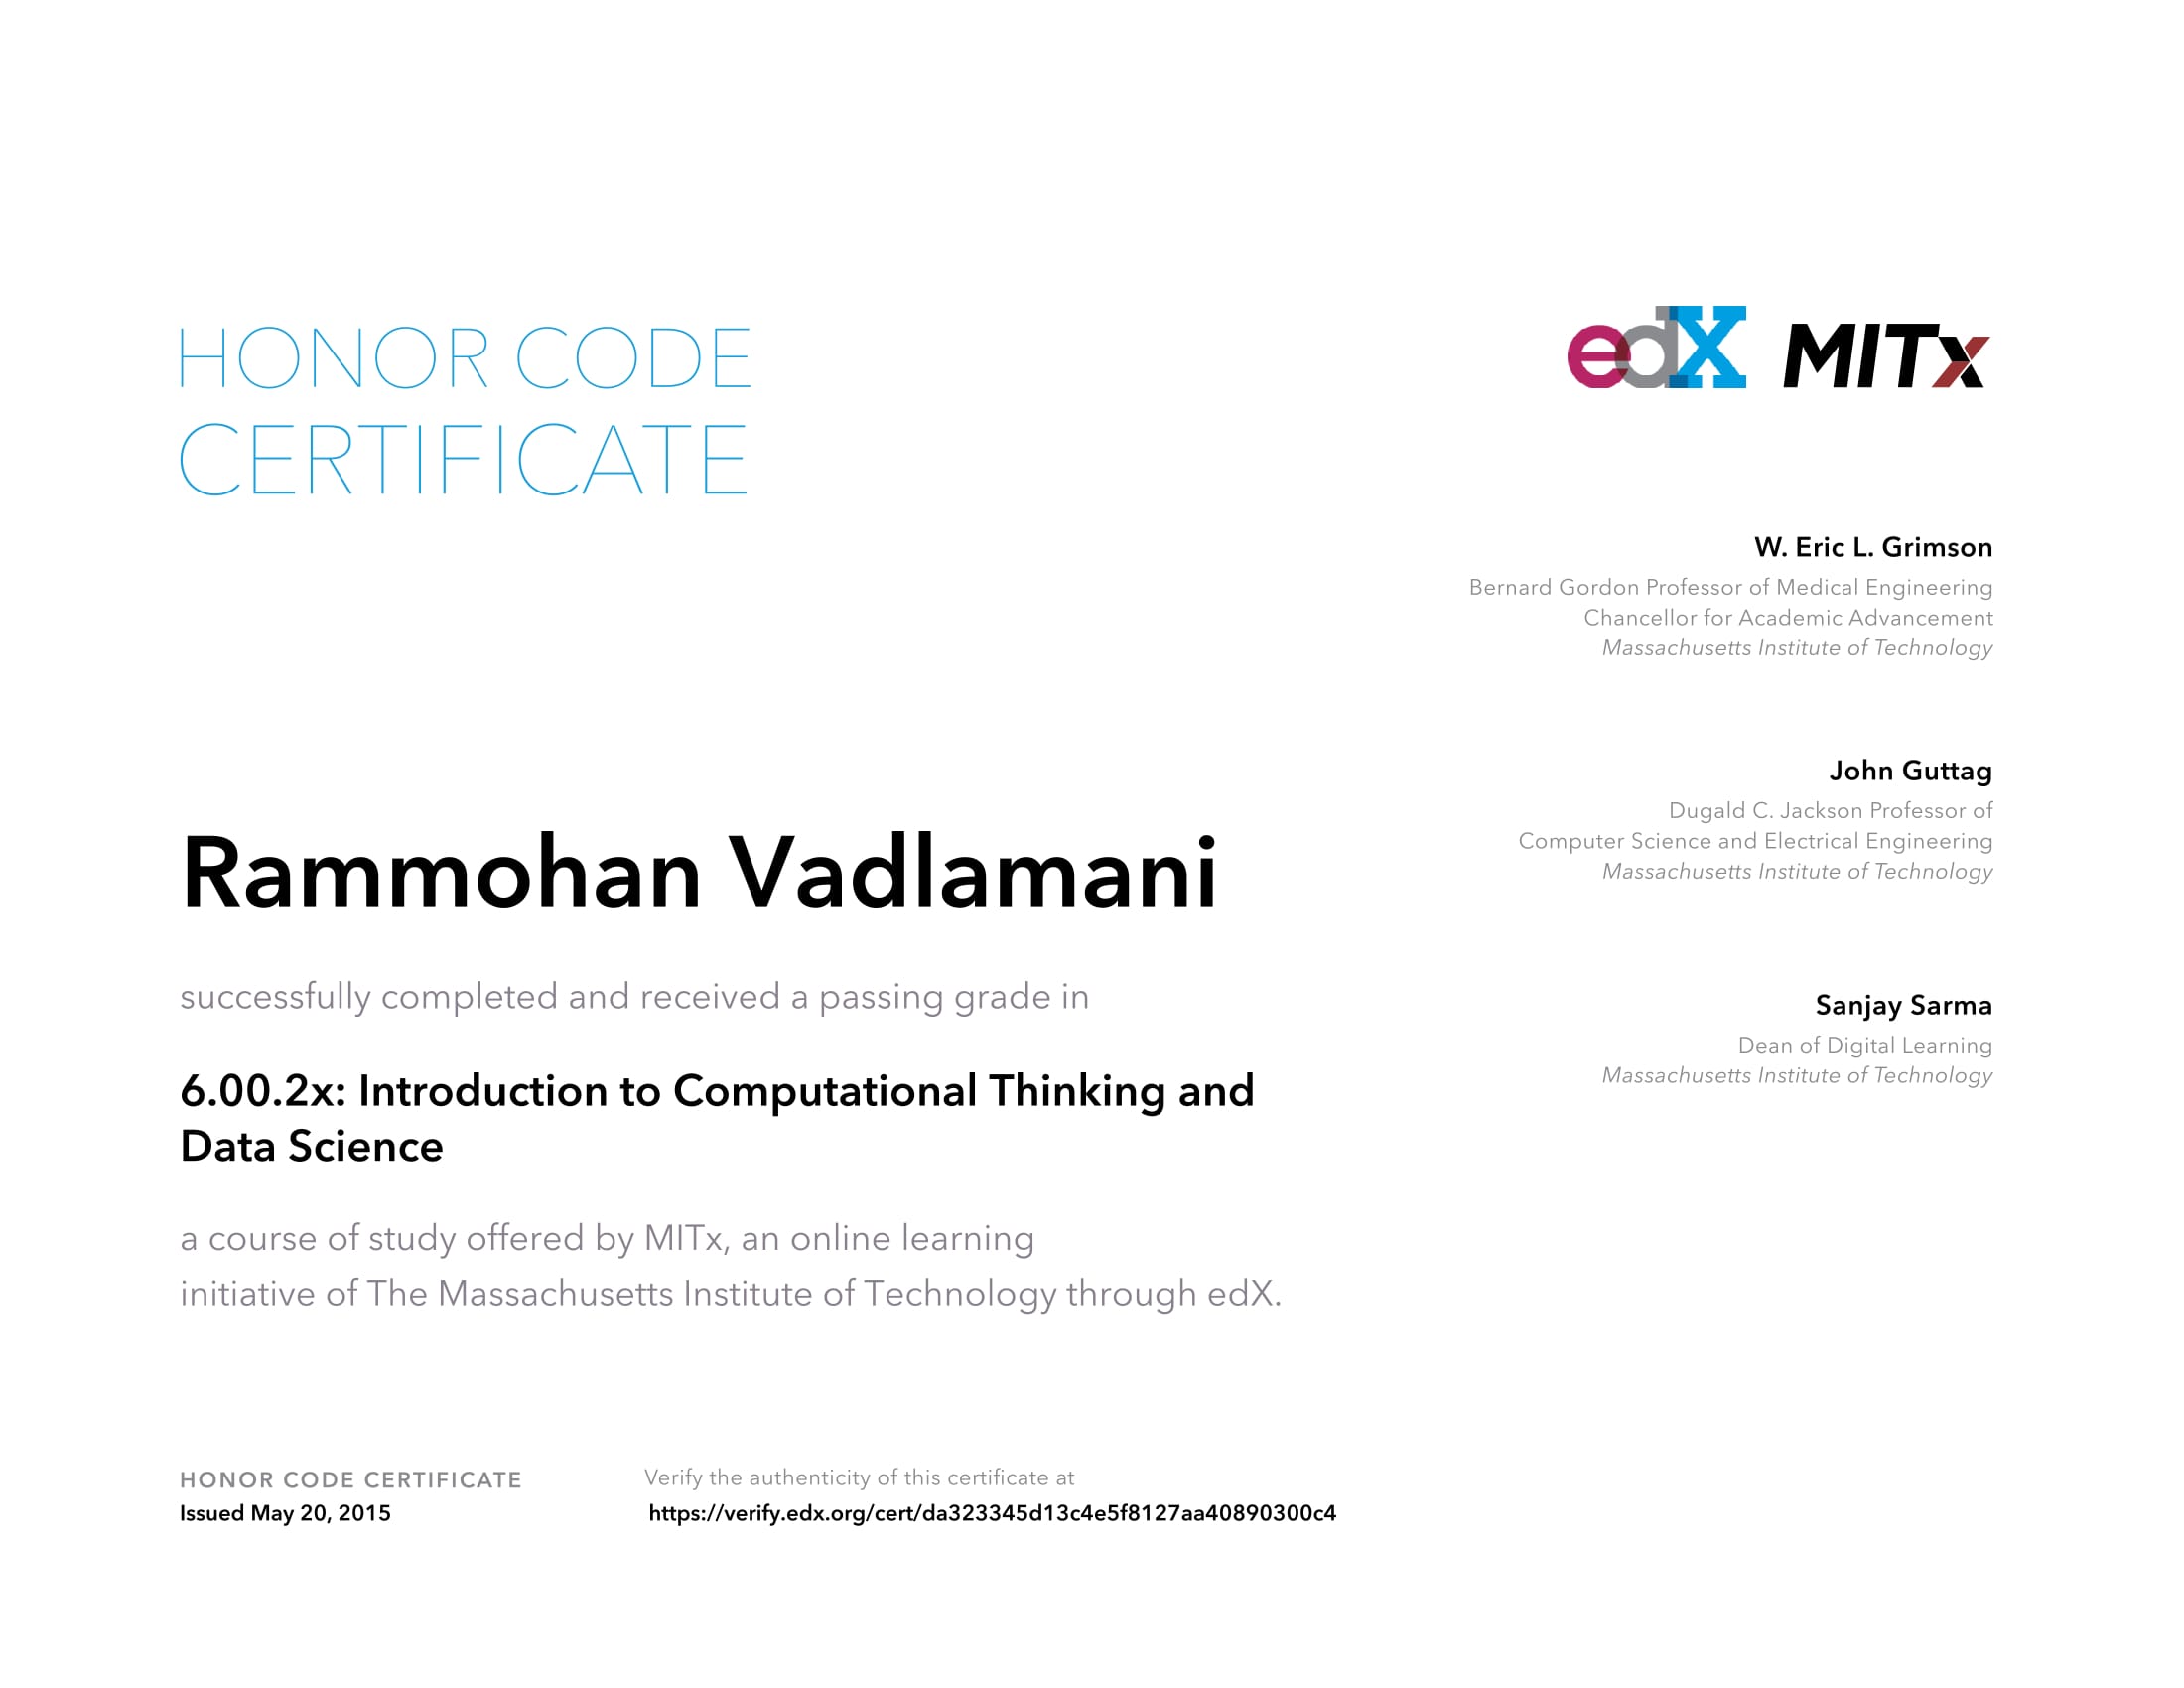 HONOR CODE
CERTIFICATE
edX MITx
W. Eric L. Grimson
Bernard Gordon Professor of Medical Engineering
Chancellor for Academic Advancement
Massachusetts Institute of Technology
John Guttag
Dugald C. Jackson Professor of
Computer Science and Electrical Engineering
Massachusetts Institute of Technology
Sanjay Sarma
Dean of Digital Learning
Massachusetts Institute of Technology
Rammohan Vadlamani
successfully completed and received a passing grade in
6.00.2x: Introduction to Computational Thinking and
Data Science
a course of study offered by MITx, an online learning
initiative of The Massachusetts Institute of Technology through edX.
HONOR CODE CERTIFICATE
Issued May 20, 2015
Verify the authenticity of this certificate at
https://verify.edx.org/cert/da323345d13c4e5f8127aa40890300c4